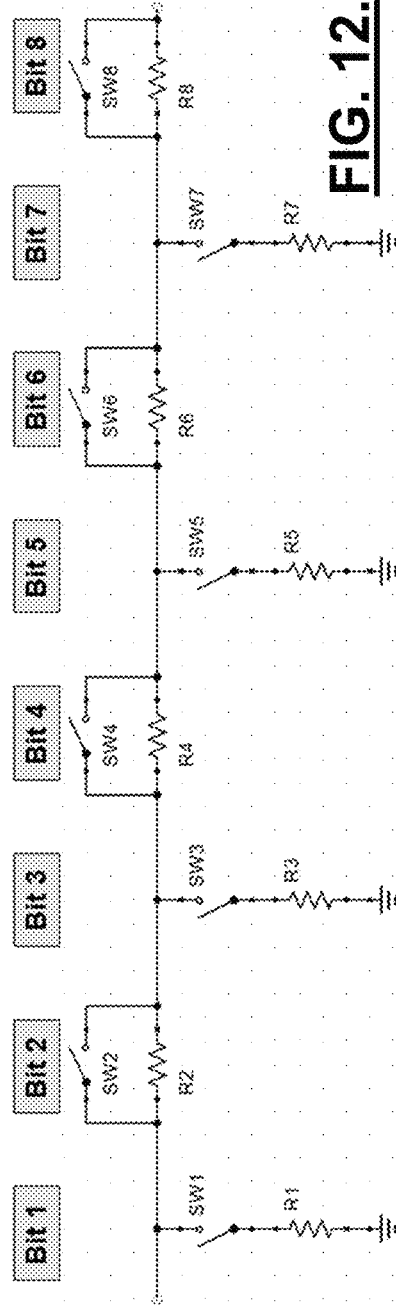 Bit 1
Bit 2
Bit 3
Bit 4
Bit 5
Bit 6
Bit 7
Bit 8
SW1
SW2
SW3
SW4
SW5
SW6
SW7
SW8
R1
R2
R3
R4
R5
R6
R7
R8
FIG. 12.